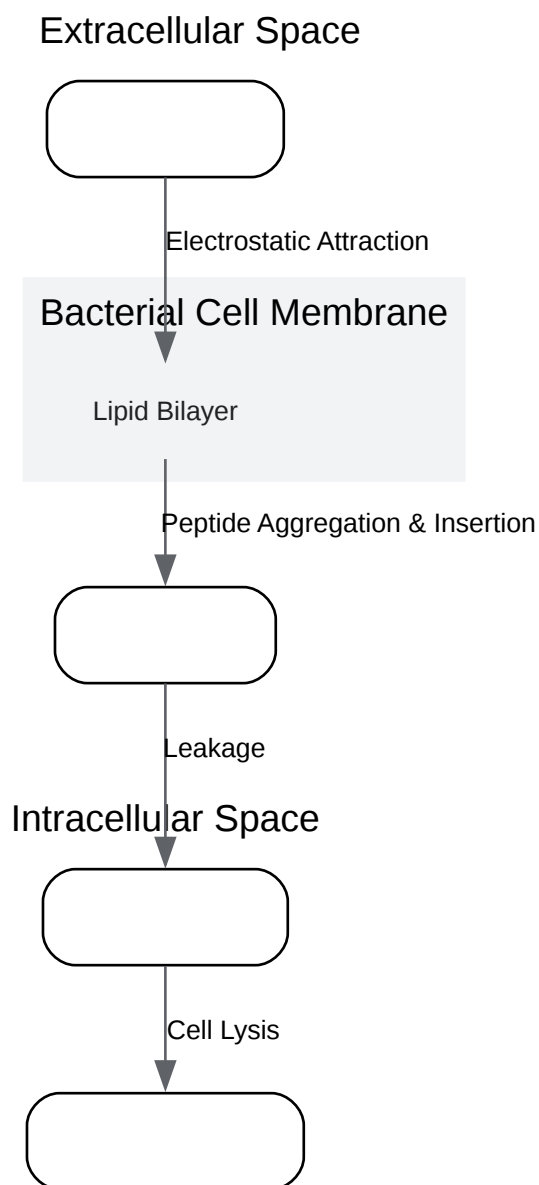 Extracellular Space
Electrostatic Attraction
Bacterial Cell Membrane
Lipid Bilayer
Peptide Aggregation & Insertion
Leakage
Intracellular Space
Cell Lysis